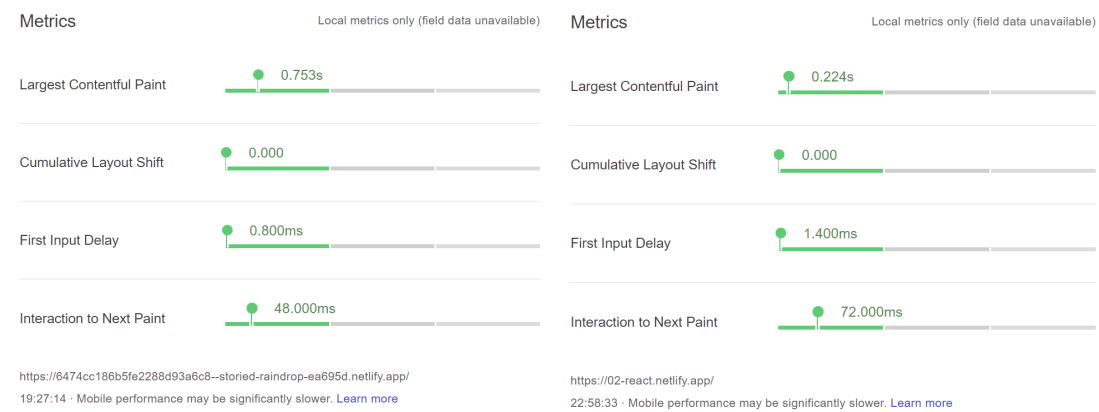 Metrics
Local metrics only (field data unavailable)
Largest Contentful Paint
0.753s
Cumulative Layout Shift
0.000
First Input Delay
0.800ms
Interaction to Next Paint
48.000ms
https://6474cc186b5fe2288d93a6c8--storied-raindrop-ea695d.netlify.app/
19:27:14 · Mobile performance may be significantly slower. Learn more
Metrics
Local metrics only (field data unavailable)
Largest Contentful Paint
0.224s
Cumulative Layout Shift
0.000
First Input Delay
1.400ms
Interaction to Next Paint
72.000ms
https://02-react.netlify.app/
22:58:33 · Mobile performance may be significantly slower. Learn more